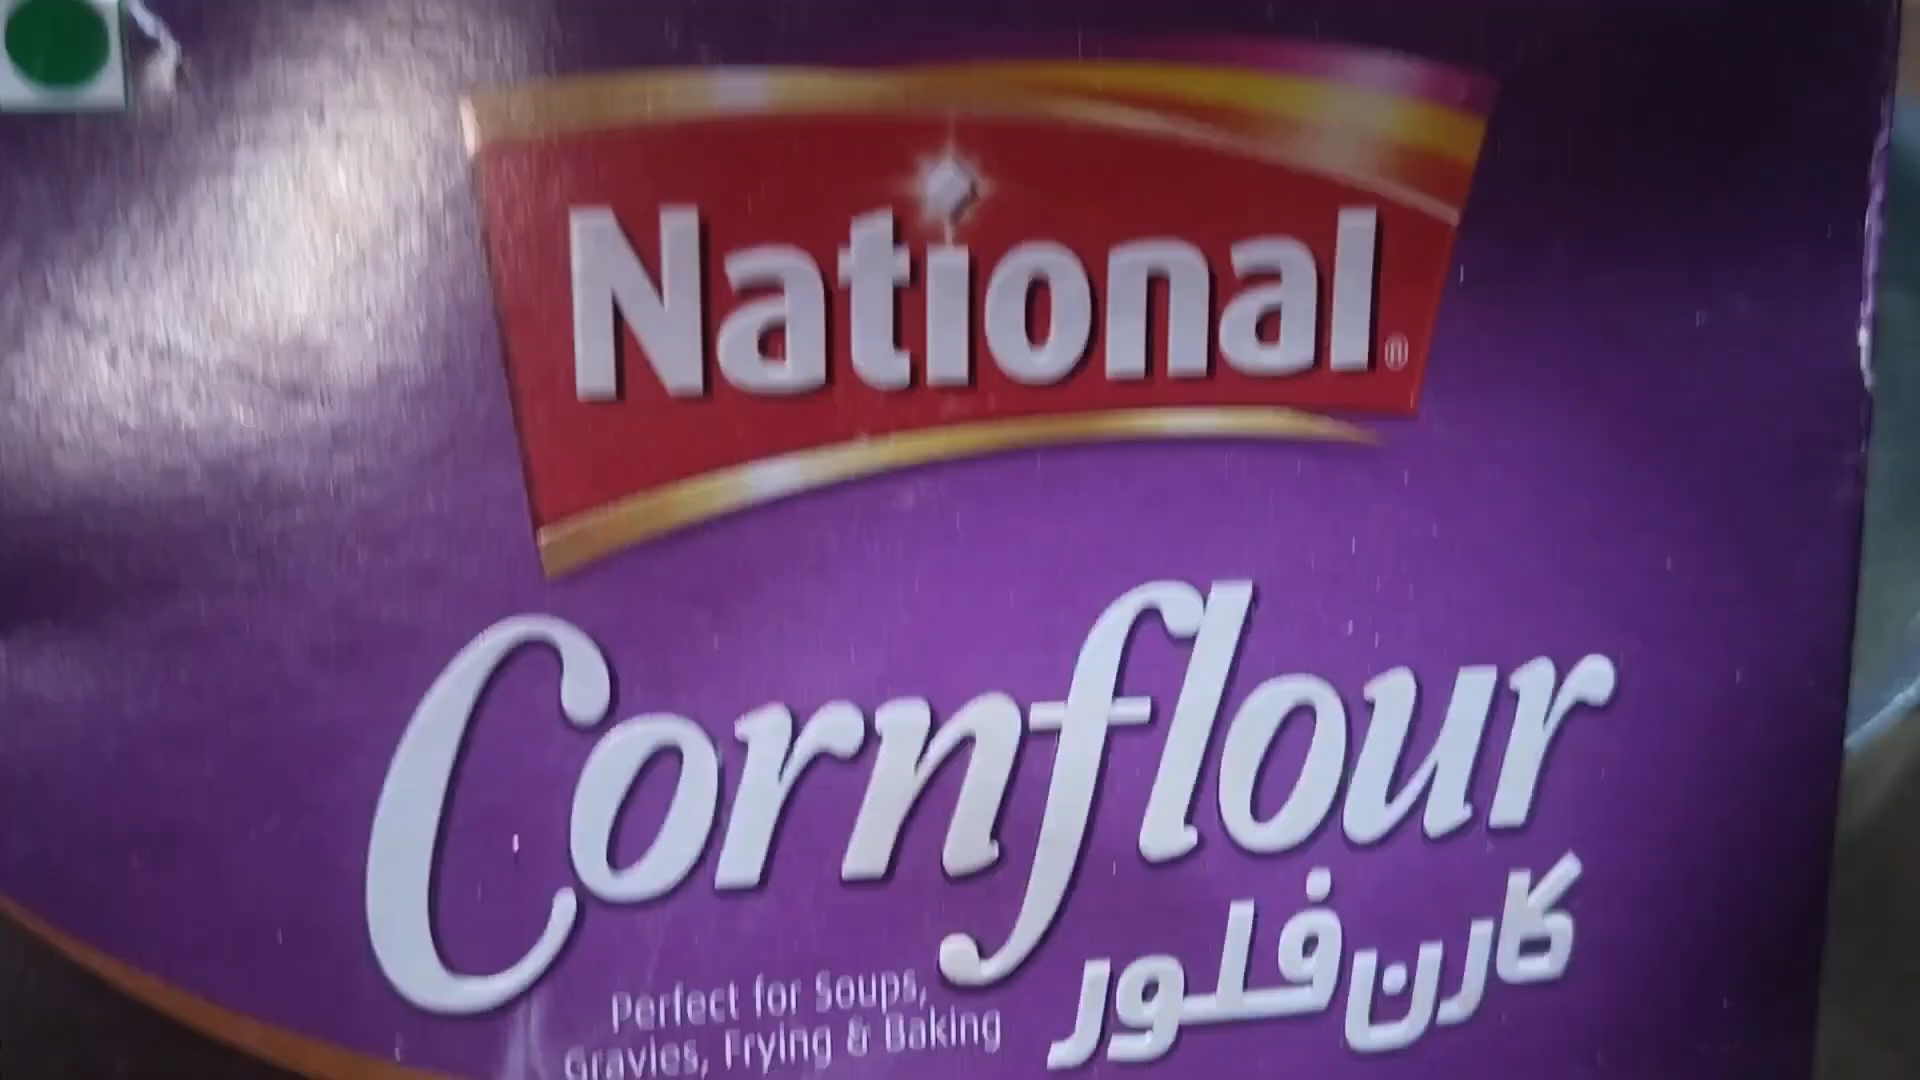 National®
Cornflour
کارن فلور
Perfect for Soups,
Gravies, Frying & Baking